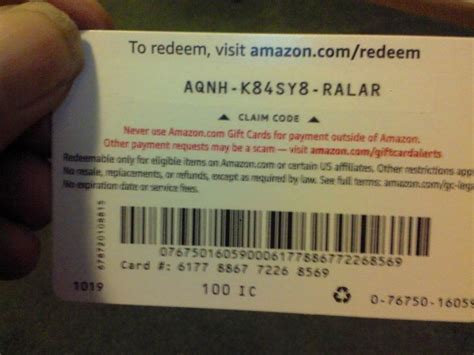 To redeem, visit amazon.com/redeem
AQNH-K84SY8-RALAR
▲ CLAIM CODE ▲
Never use Amazon.com Gift Cards for payment outside of Amazon.
Other payment requests may be a scam — visit amazon.com/giftcardalerts
Redeemable only for eligible items on Amazon.com or certain US affiliates. Other restrictions app
No resale, replacements, or refunds, except as required by law. See full terms: amazon.com/gc-leg
No expiration date or service fees.
678720108815
076750160590006177886772268569
Card #: 6177 8867 7226 8569
1019
100 IC
0-76750-16059